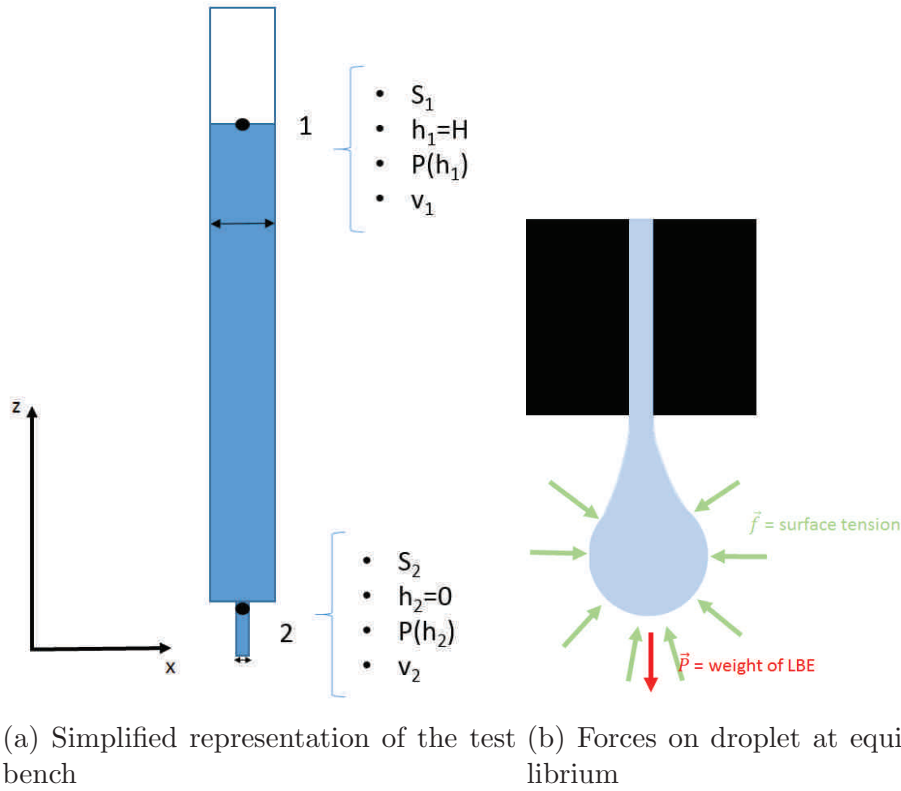 1
• S₁
• h₁=H
• P(h₁)
• v₁
z
x
2
• S₂
• h₂=0
• P(h₂)
• v₂
f⃗ = surface tension
P⃗ = weight of LBE
(a) Simplified representation of the test
bench
(b) Forces on droplet at equi
librium